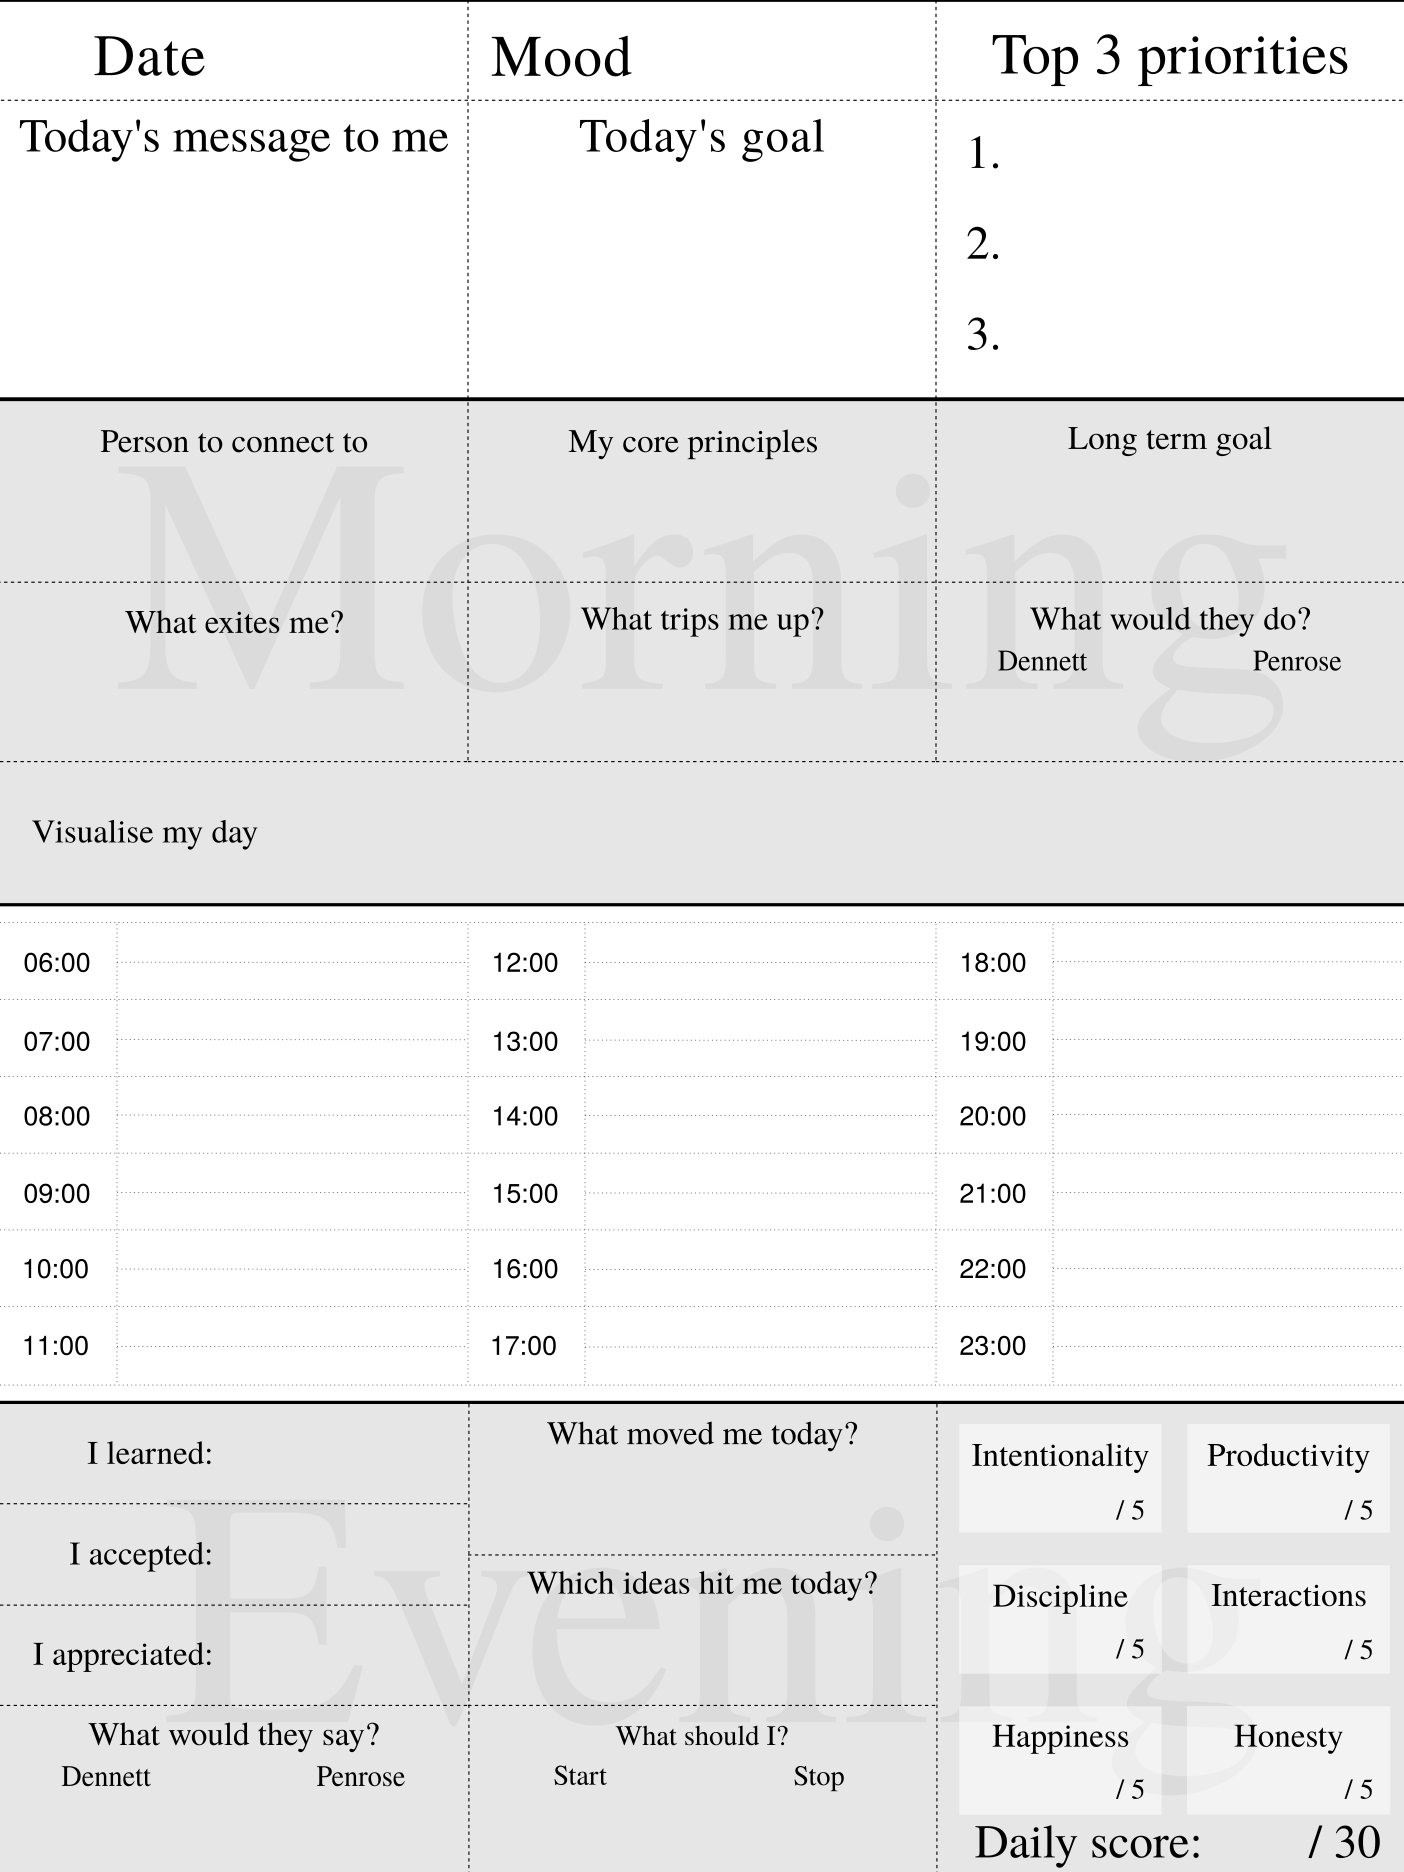 Date
Mood
Top 3 priorities
Today's message to me
Today's goal
1.
2.
3.
Morning
Person to connect to
My core principles
Long term goal
What exites me?
What trips me up?
What would they do?
Dennett
Penrose
Visualise my day
06:00
07:00
08:00
09:00
10:00
11:00
12:00
13:00
14:00
15:00
16:00
17:00
18:00
19:00
20:00
21:00
22:00
23:00
Evening
I learned:
I accepted:
I appreciated:
What would they say?
Dennett
Penrose
What moved me today?
Which ideas hit me today?
What should I?
Start
Stop
Intentionality
/ 5
Productivity
/ 5
Discipline
/ 5
Interactions
/ 5
Happiness
/ 5
Honesty
/ 5
Daily score: / 30